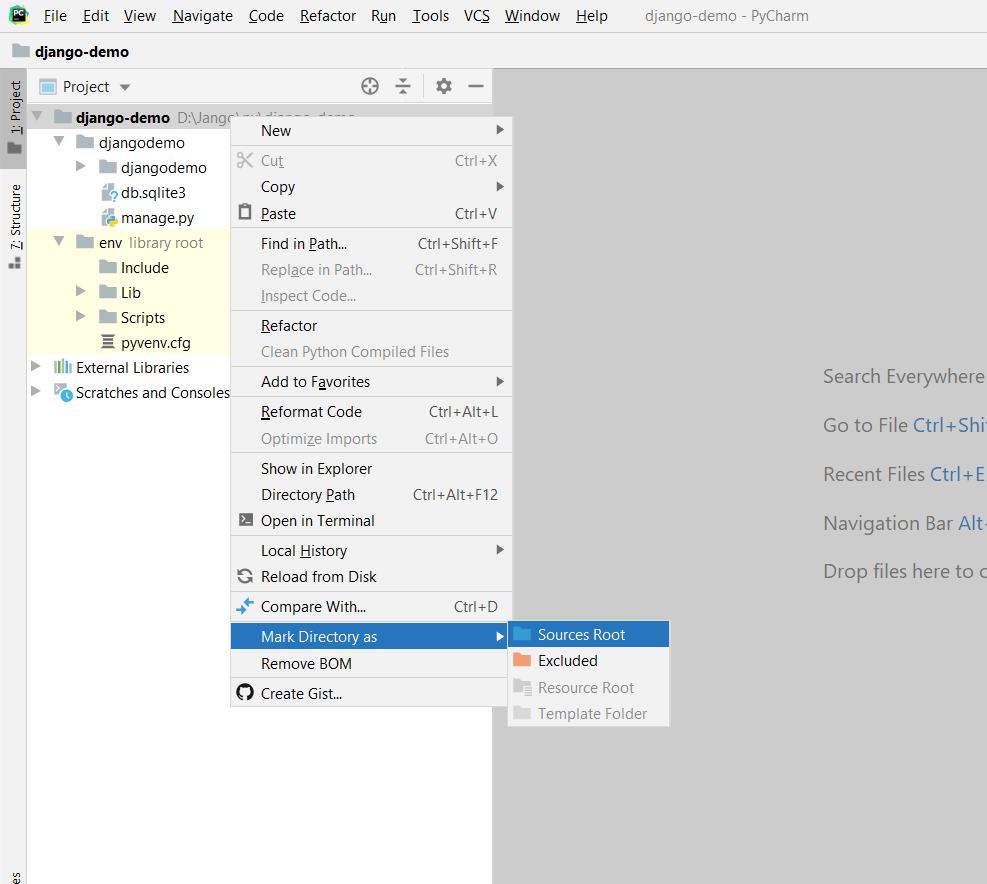 PC File Edit View Navigate Code Refactor Run Tools VCS Window Help django-demo - PyCharm
django-demo
1: Project
Project
django-demo
djangodemo
djangodemo
db.sqlite3
manage.py
env library root
Include
Lib
Scripts
pyvenv.cfg
External Libraries
Scratches and Consoles
7: Structure
New
Cut Ctrl+X
Copy
Paste Ctrl+V
Find in Path... Ctrl+Shift+F
Replace in Path... Ctrl+Shift+R
Inspect Code...
Refactor
Clean Python Compiled Files
Add to Favorites
Reformat Code Ctrl+Alt+L
Optimize Imports Ctrl+Alt+O
Show in Explorer
Directory Path Ctrl+Alt+F12
Open in Terminal
Local History
Reload from Disk
Compare With... Ctrl+D
Mark Directory as
Remove BOM
Create Gist...
Sources Root
Excluded
Resource Root
Template Folder
Search Everywhere
Go to File Ctrl+Shi
Recent Files Ctrl+E
Navigation Bar Alt+
Drop files here to